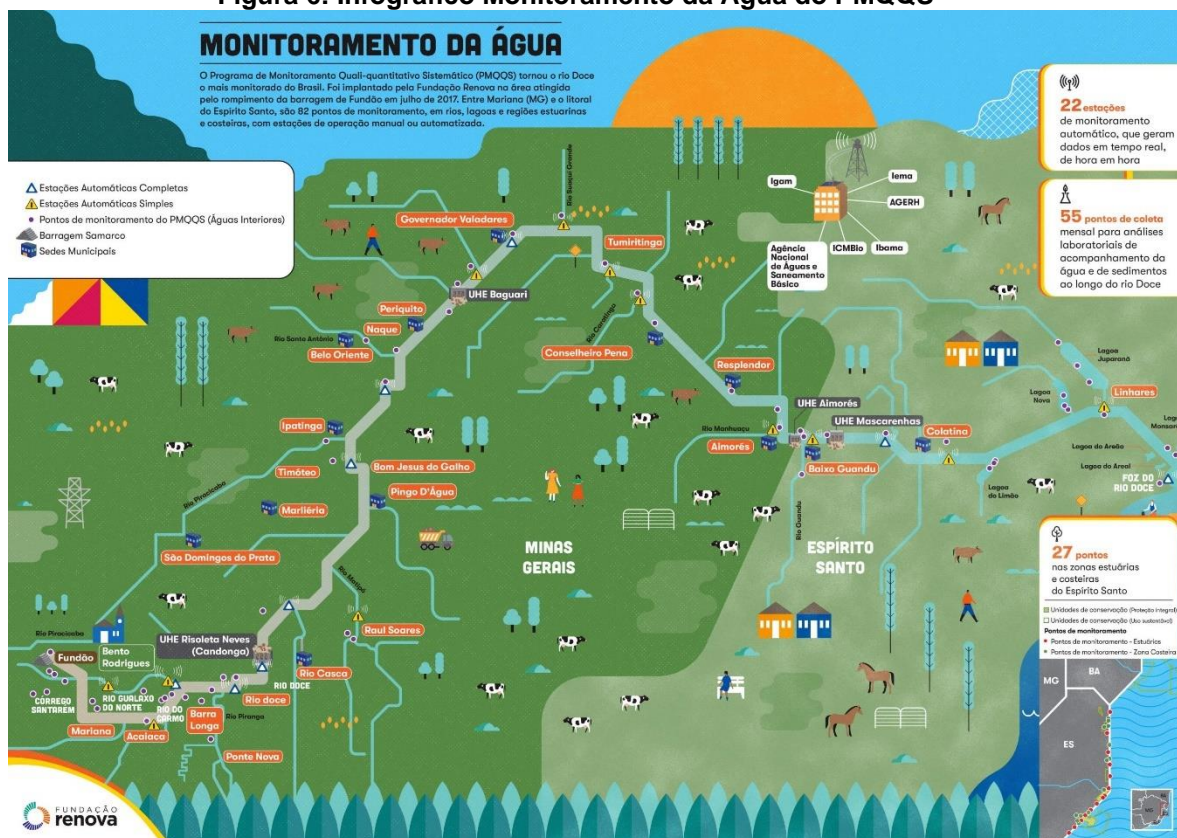 Figura 6: Infográfico Monitoramento da Água do PMQQS
MONITORAMENTO DA ÁGUA
O Programa de Monitoramento Quali-quantitativo Sistemático (PMQQS) tornou o rio Doce
o mais monitorado do Brasil. Foi implantado pela Fundação Renova na área atingida
pelo rompimento da barragem de Fundão em julho de 2017. Entre Mariana (MG) e o litoral
do Espírito Santo, são 82 pontos de monitoramento, em rios, lagoas e regiões estuarinas
e costeiras, com estações de operação manual ou automatizada.
22 estações
de monitoramento
automático, que geram
dados em tempo real,
de hora em hora
55 pontos de coleta
mensal para análises
laboratoriais de
acompanhamento da
água e de sedimentos
ao longo do rio Doce
Estações Automáticas Completas
Estações Automáticas Simples
Pontos de monitoramento do PMQQS (Águas Interiores)
Barragem Samarco
Sedes Municipais
Igam
Iema
AGERH
Ibama
ICMBio
Agência
Nacional
de Águas e
Saneamento
Básico
Rio Suaçuí Grande
Governador Valadares
Tumiritinga
UHE Baguari
Periquito
Naque
Rio Santo Antônio
Belo Oriente
Rio Caratinga
Conselheiro Pena
Resplendor
UHE Aimorés
UHE Mascarenhas
Rio Manhuaçu
Aimorés
Baixo Guandu
Colatina
Rio Guandu
Lagoa
Juparanã
Lagoa
Nova
Linhares
Lagoa do Areão
Lagoa do Areal
Lagoa
do Limão
FOZ DO
RIO DOCE
Ipatinga
Timóteo
Bom Jesus do Galho
Pingo D'Água
Marliéria
Rio Piracicaba
São Domingos do Prata
MINAS
GERAIS
ESPÍRITO
SANTO
Rio Matipó
Raul Soares
UHE Risoleta Neves
(Candonga)
Rio Piracicaba
Bento
Rodrigues
Fundão
Rio Casca
RIO DOCE
Rio doce
CÓRREGO
SANTARÉM
RIO GUALAXO
DO NORTE
RIO DO
CARMO
Barra
Longa
Rio Piranga
Mariana
Acaiaca
Ponte Nova
27 pontos
nas zonas estuárias
e costeiras
do Espírito Santo
Unidades de conservação (Proteção Integral)
Unidades de conservação (Uso sustentável)
Pontos de monitoramento
Pontos de monitoramento - Estuários
Pontos de monitoramento - Zona Costeira
MG
BA
ES
FUNDAÇÃO
renova